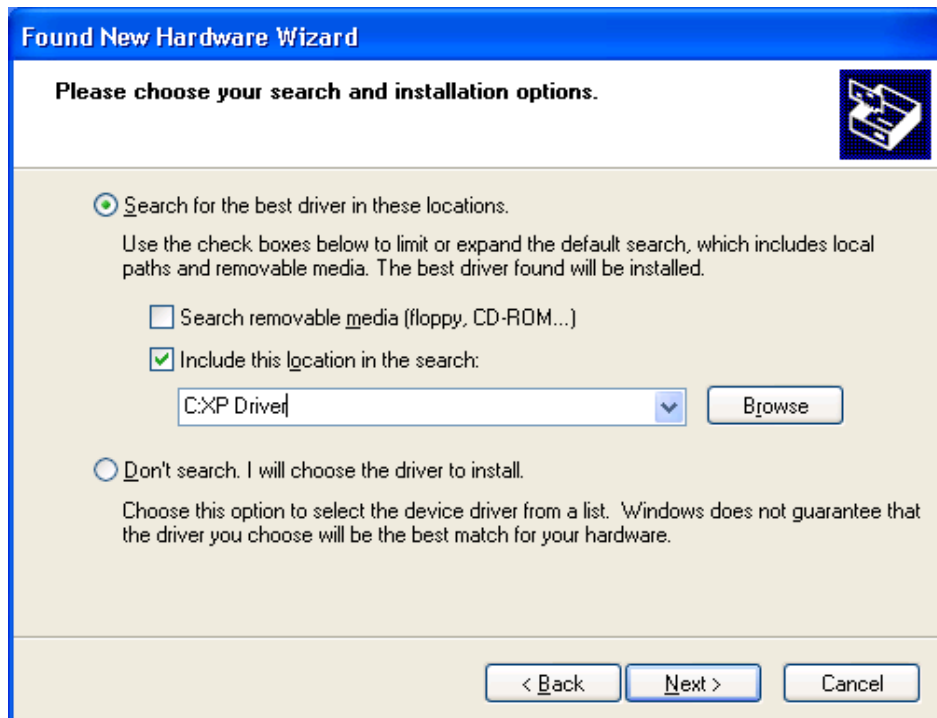 Found New Hardware Wizard
Please choose your search and installation options.
Search for the best driver in these locations.
Use the check boxes below to limit or expand the default search, which includes local
paths and removable media. The best driver found will be installed.
Search removable media (floppy, CD-ROM...)
Include this location in the search:
C:XP Driver
Browse
Don't search. I will choose the driver to install.
Choose this option to select the device driver from a list.  Windows does not guarantee that
the driver you choose will be the best match for your hardware.
< Back
Next >
Cancel